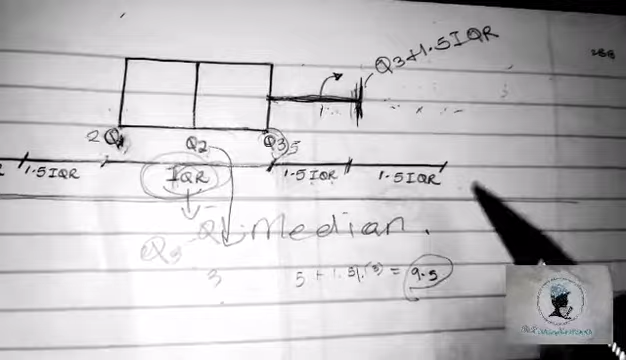 Q3+1.5IQR
2 Q1 Q2 Q3 5
1.5IQR IQR 1.5IQR 1.5IQR
Q3 - Q1 Median.
3 5 + 1.5(3) = 9.5